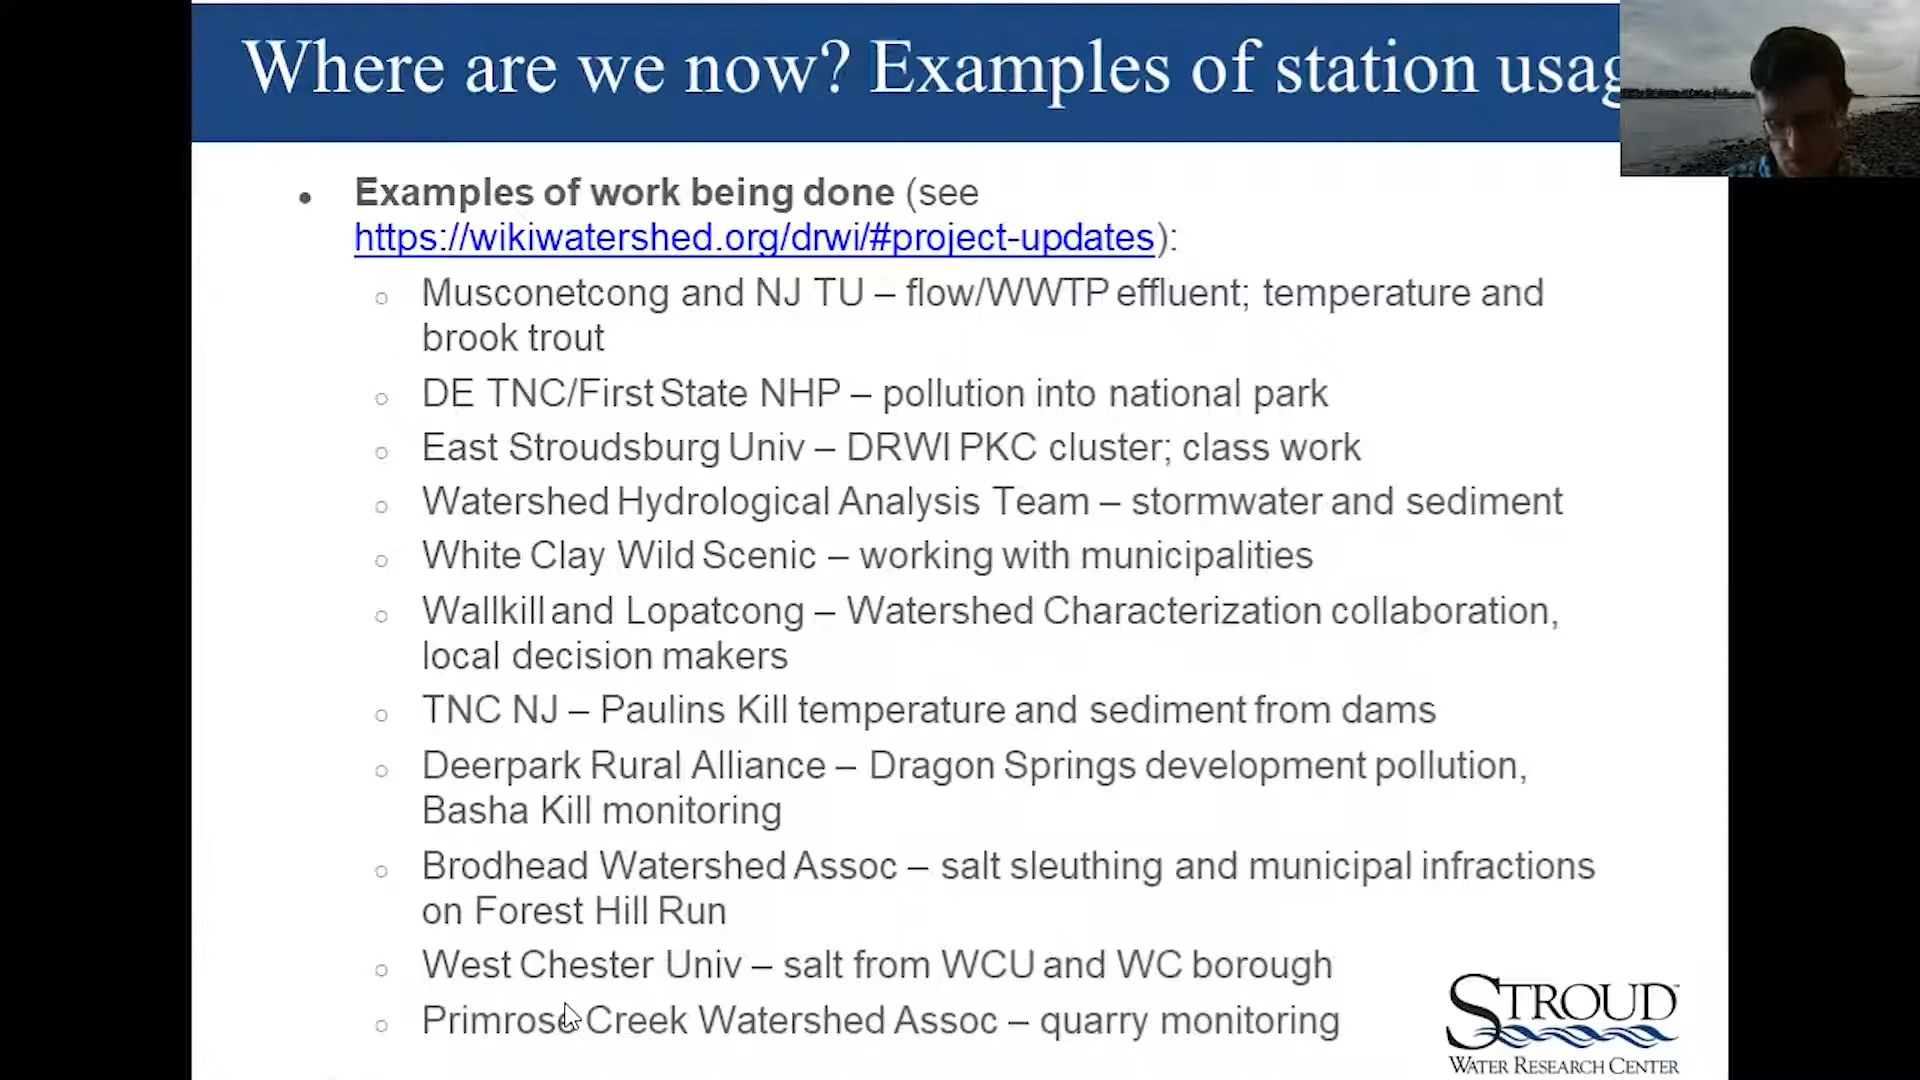 Where are we now? Examples of station usag
• Examples of work being done (see
https://wikiwatershed.org/drwi/#project-updates):
○ Musconetcong and NJ TU – flow/WWTP effluent; temperature and
brook trout
○ DE TNC/First State NHP – pollution into national park
○ East Stroudsburg Univ – DRWI PKC cluster; class work
○ Watershed Hydrological Analysis Team – stormwater and sediment
○ White Clay Wild Scenic – working with municipalities
○ Wallkill and Lopatcong – Watershed Characterization collaboration,
local decision makers
○ TNC NJ – Paulins Kill temperature and sediment from dams
○ Deerpark Rural Alliance – Dragon Springs development pollution,
Basha Kill monitoring
○ Brodhead Watershed Assoc – salt sleuthing and municipal infractions
on Forest Hill Run
○ West Chester Univ – salt from WCU and WC borough
○ Primrose Creek Watershed Assoc – quarry monitoring
STROUD™
WATER RESEARCH CENTER